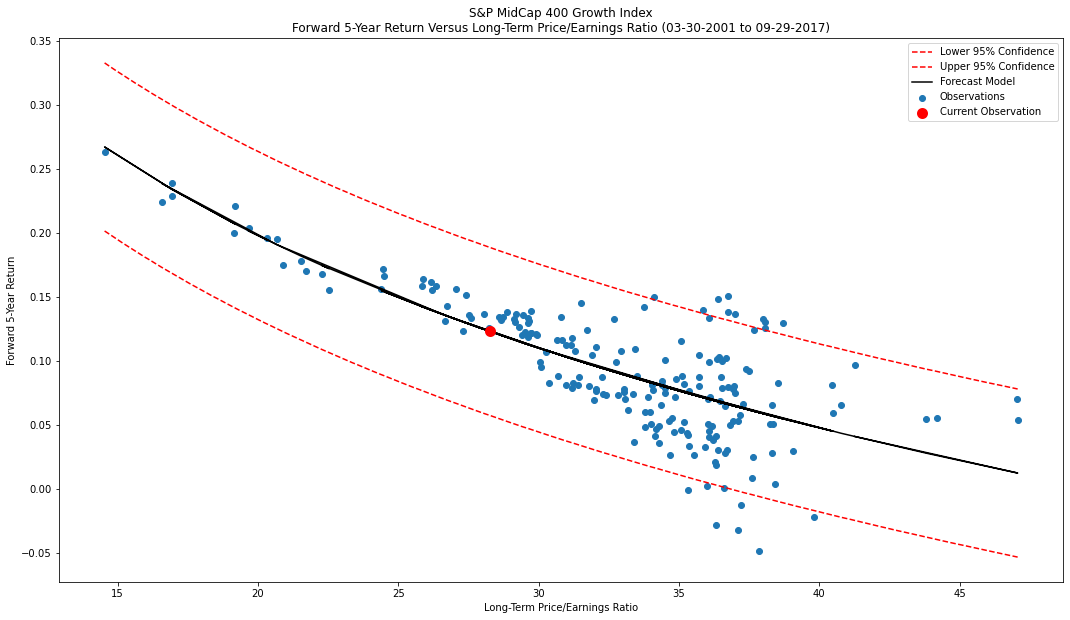 S&P MidCap 400 Growth Index
Forward 5-Year Return Versus Long-Term Price/Earnings Ratio (03-30-2001 to 09-29-2017)
Lower 95% Confidence
Upper 95% Confidence
Forecast Model
Observations
Current Observation
0.35
0.30
0.25
0.20
0.15
0.10
0.05
0.00
−0.05
Forward 5-Year Return
15 20 25 30 35 40 45
Long-Term Price/Earnings Ratio